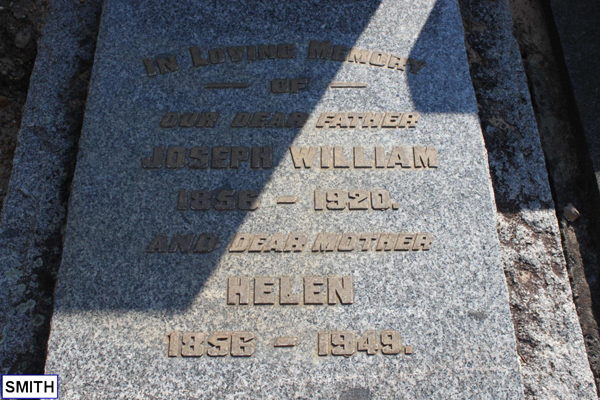 In Loving Memory
— OF —
OUR DEAR FATHER
JOSEPH WILLIAM
1856 – 1920.
AND DEAR MOTHER
HELEN
1856 – 1949.
SMITH